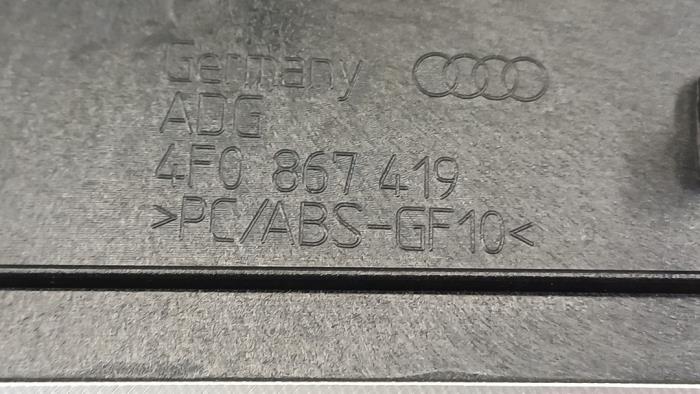 Germany
ADG
4F0 867 419
>PC/ABS-GF10<